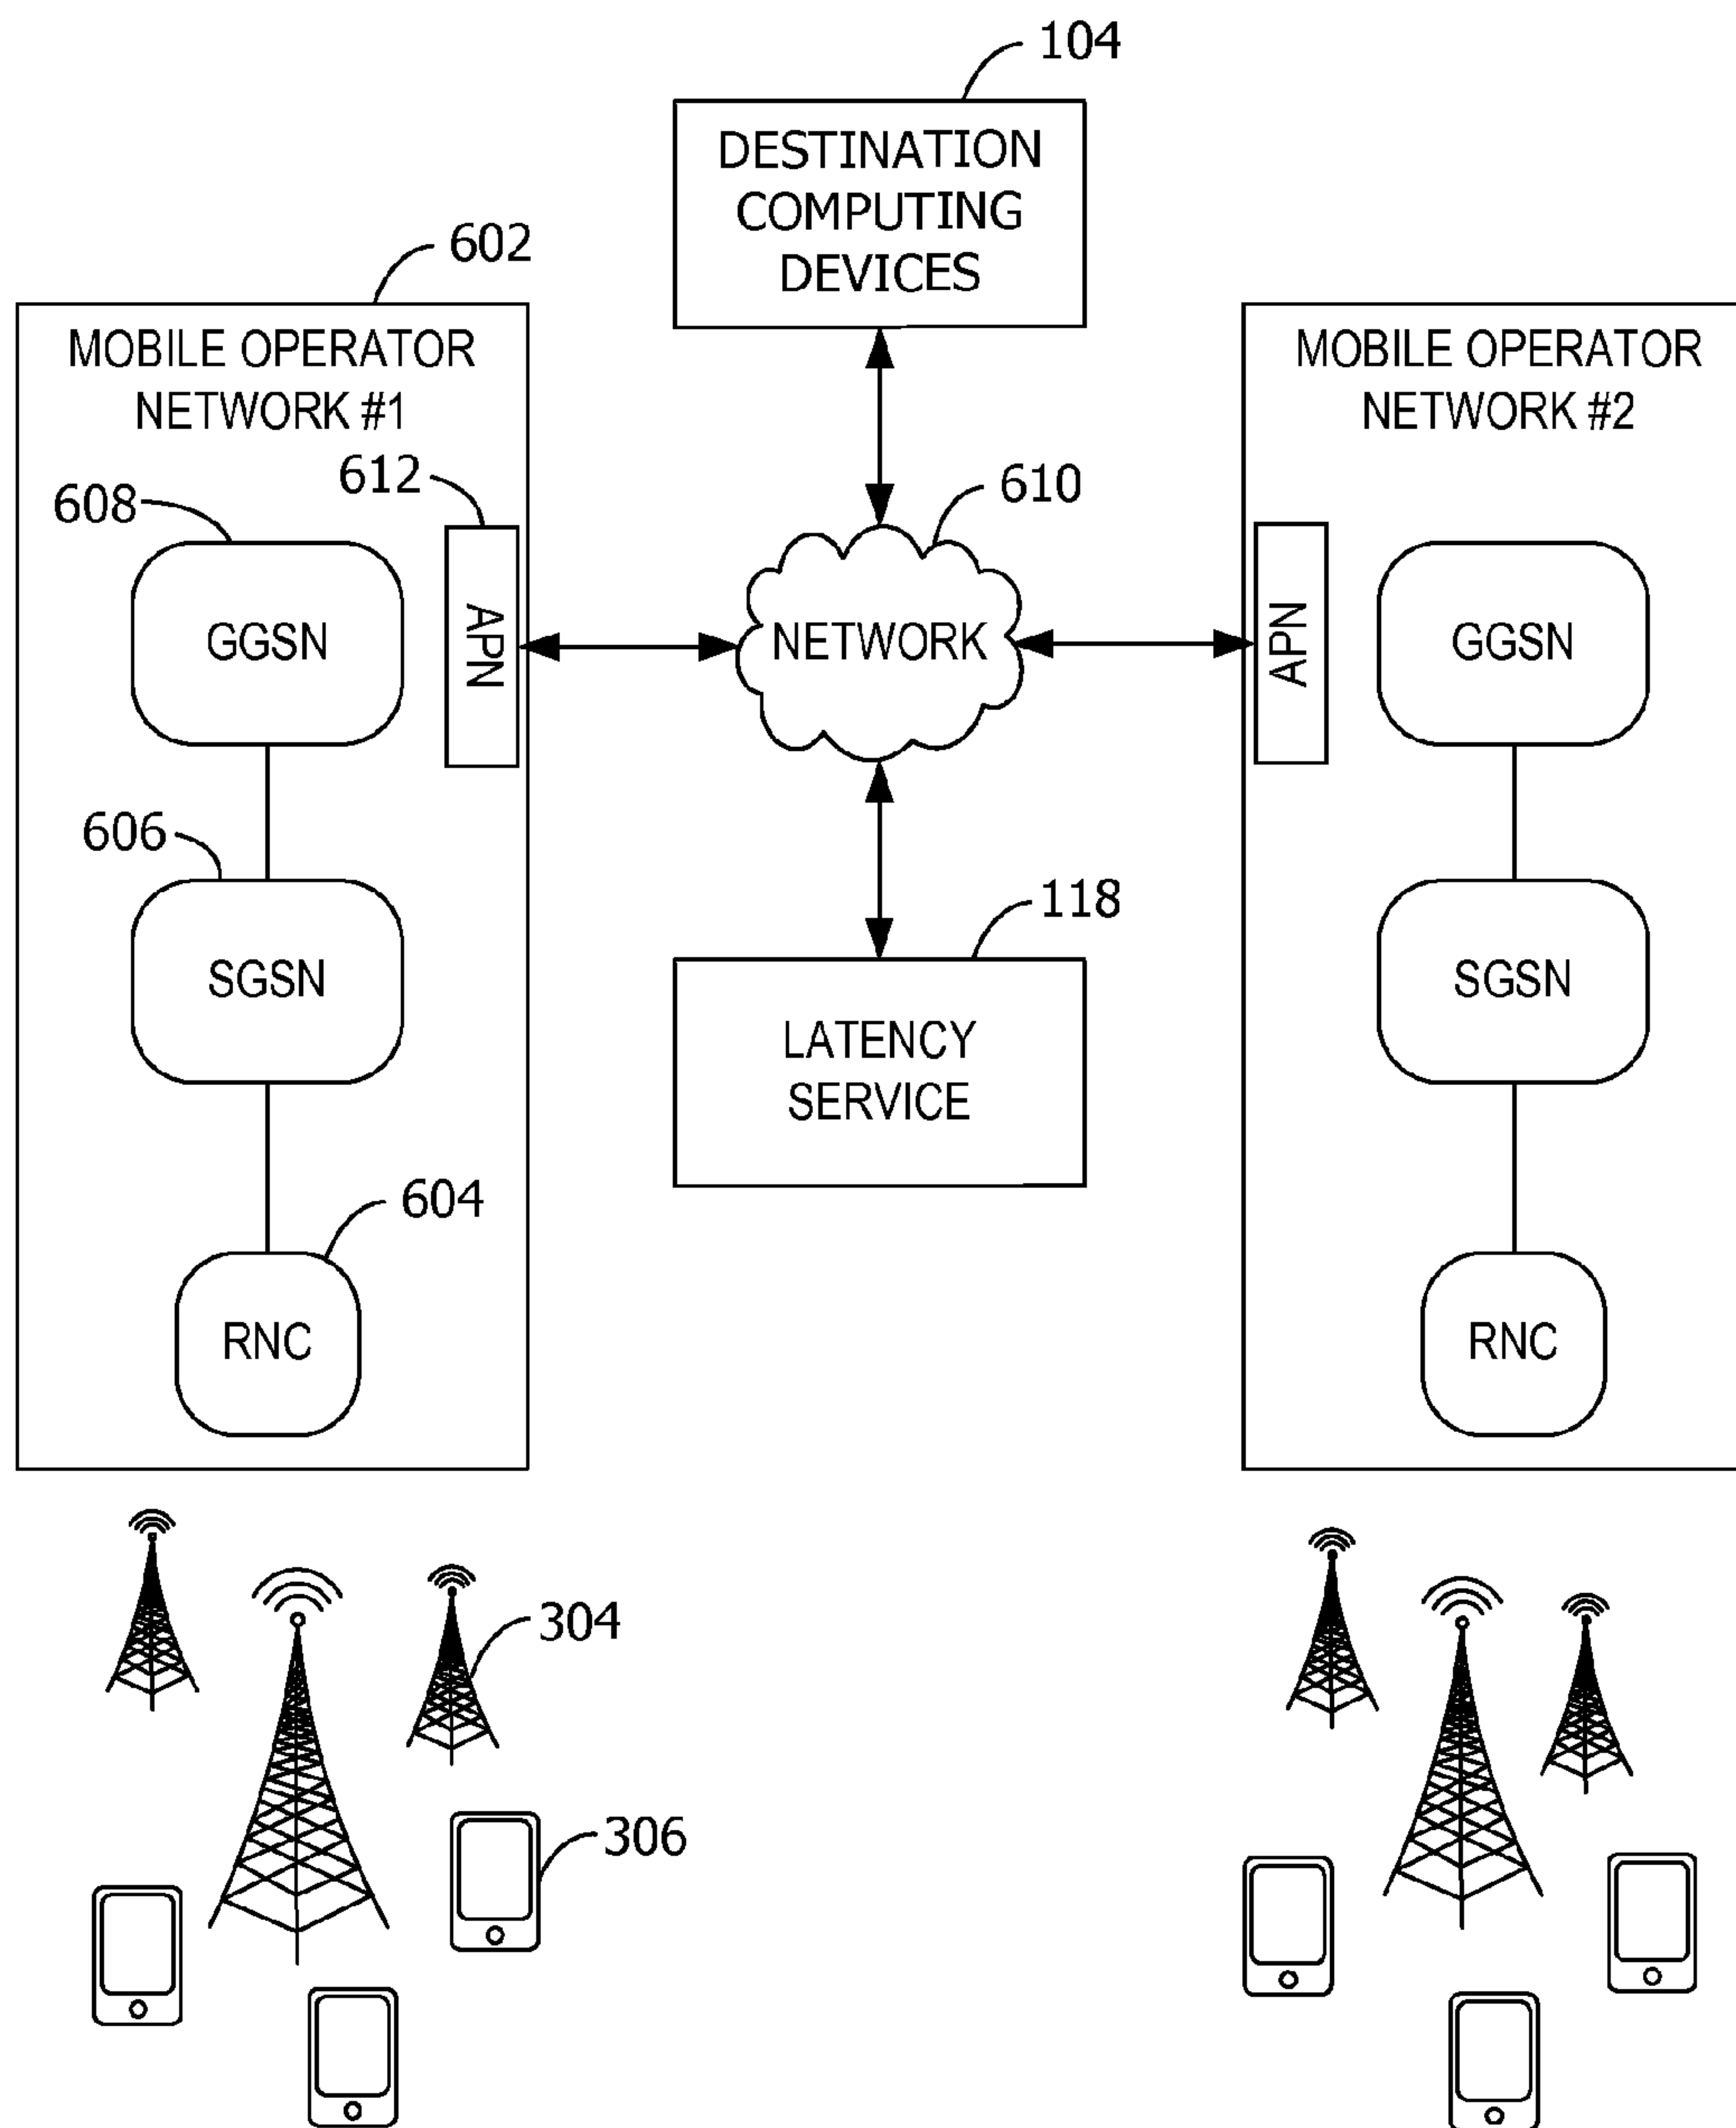 104
DESTINATION
COMPUTING
DEVICES
602
MOBILE OPERATOR
NETWORK #1
612
608
GGSN
APN
606
SGSN
604
RNC
610
NETWORK
118
LATENCY
SERVICE
MOBILE OPERATOR
NETWORK #2
APN
GGSN
SGSN
RNC
304
306